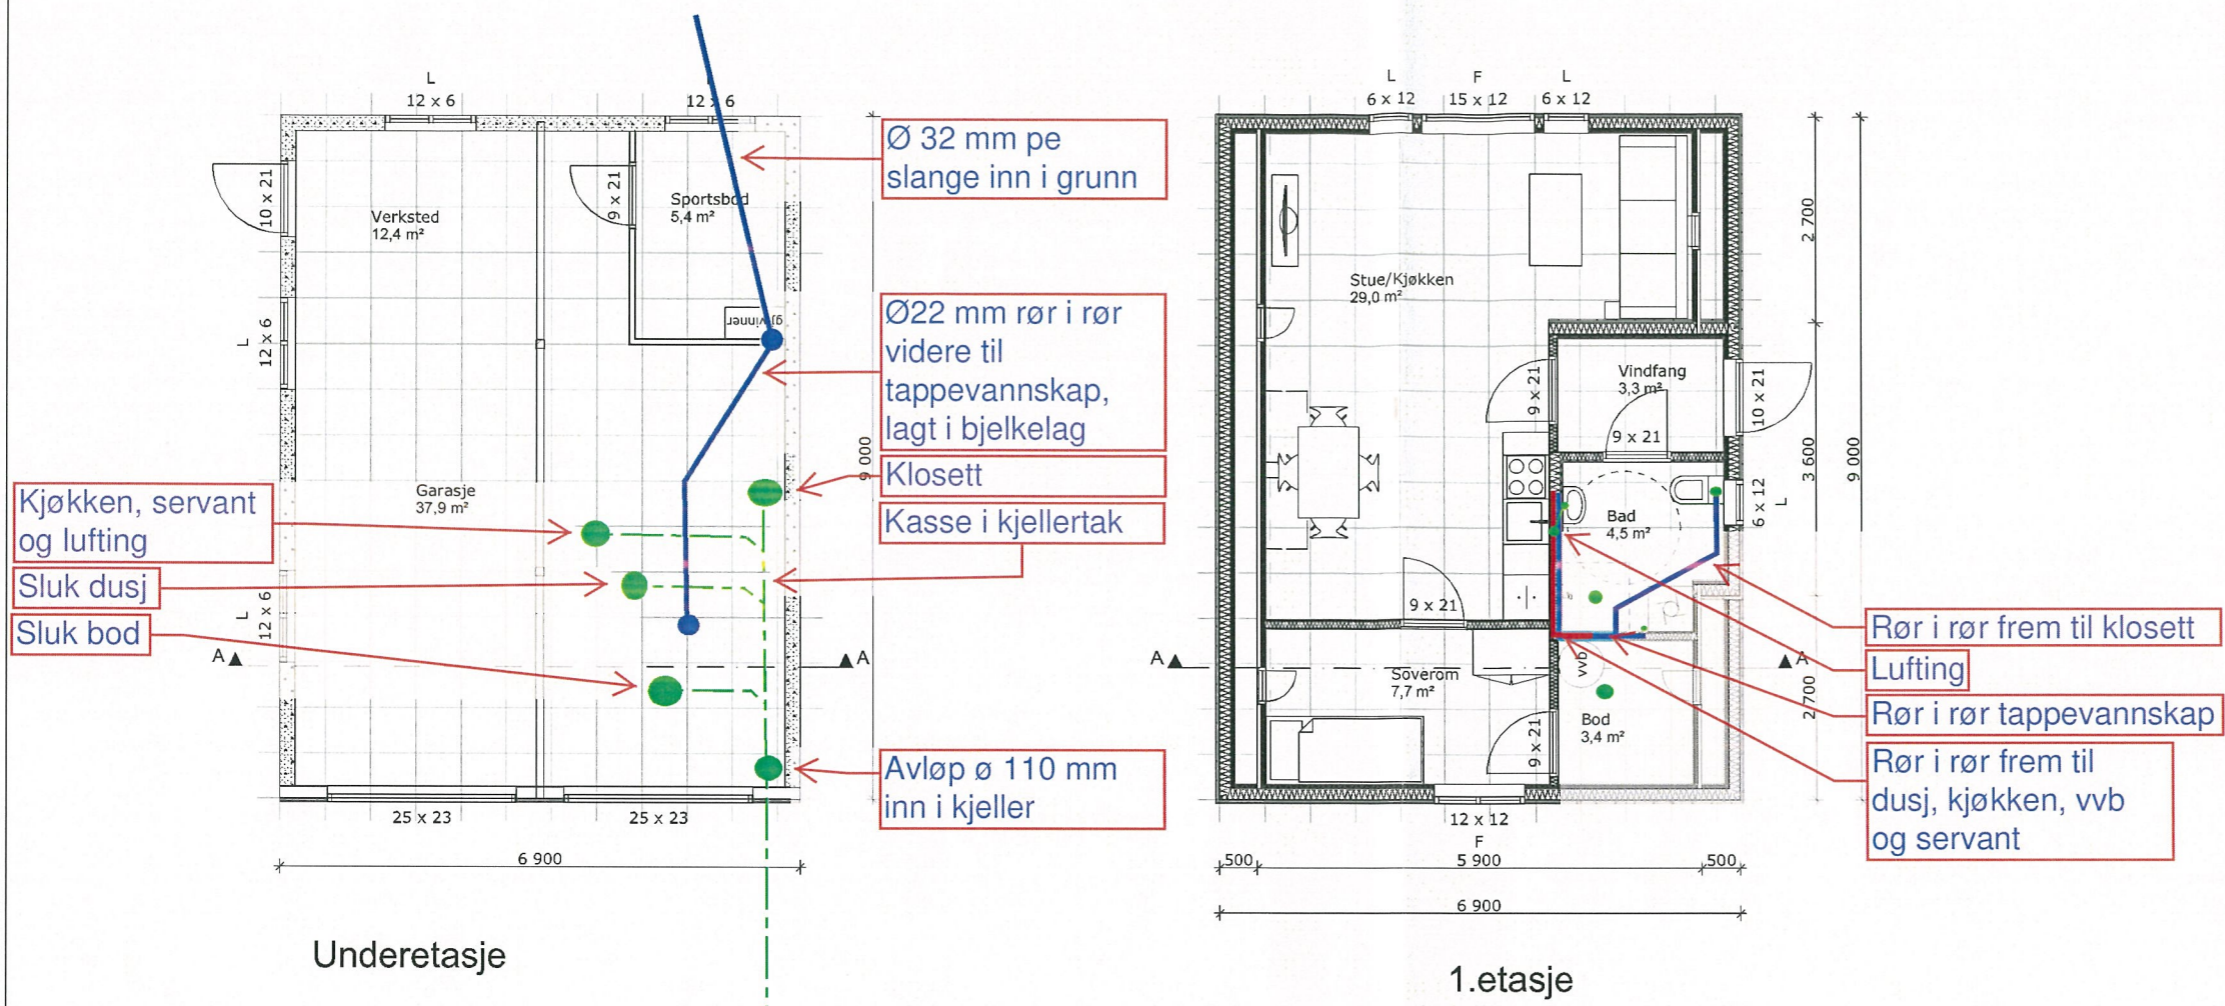 L
12 x 6
12 x 6
10 x 21
9 x 21
Verksted
12,4 m²
Sportsbod
5,4 m²
L
12 x 6
Garasje
37,9 m²
L
12 x 6
A
A
25 x 23
25 x 23
6 900
9 000
Underetasje
Ø 32 mm pe
slange inn i grunn
Ø22 mm rør i rør
videre til
tappevannskap,
lagt i bjelkelag
Klosett
Kasse i kjellertak
Kjøkken, servant
og lufting
Sluk dusj
Sluk bod
Avløp ø 110 mm
inn i kjeller
L
F
L
6 x 12
15 x 12
6 x 12
Stue/Kjøkken
29,0 m²
2 700
Vindfang
3,3 m²
9 x 21
10 x 21
9 x 21
3 600
9 000
6 x 12
L
Bad
4,5 m²
9 x 21
A
A
Soverom
7,7 m²
vvb
Bod
3,4 m²
9 x 21
2 700
12 x 12
F
500
5 900
500
6 900
1.etasje
Rør i rør frem til klosett
Lufting
Rør i rør tappevannskap
Rør i rør frem til
dusj, kjøkken, vvb
og servant